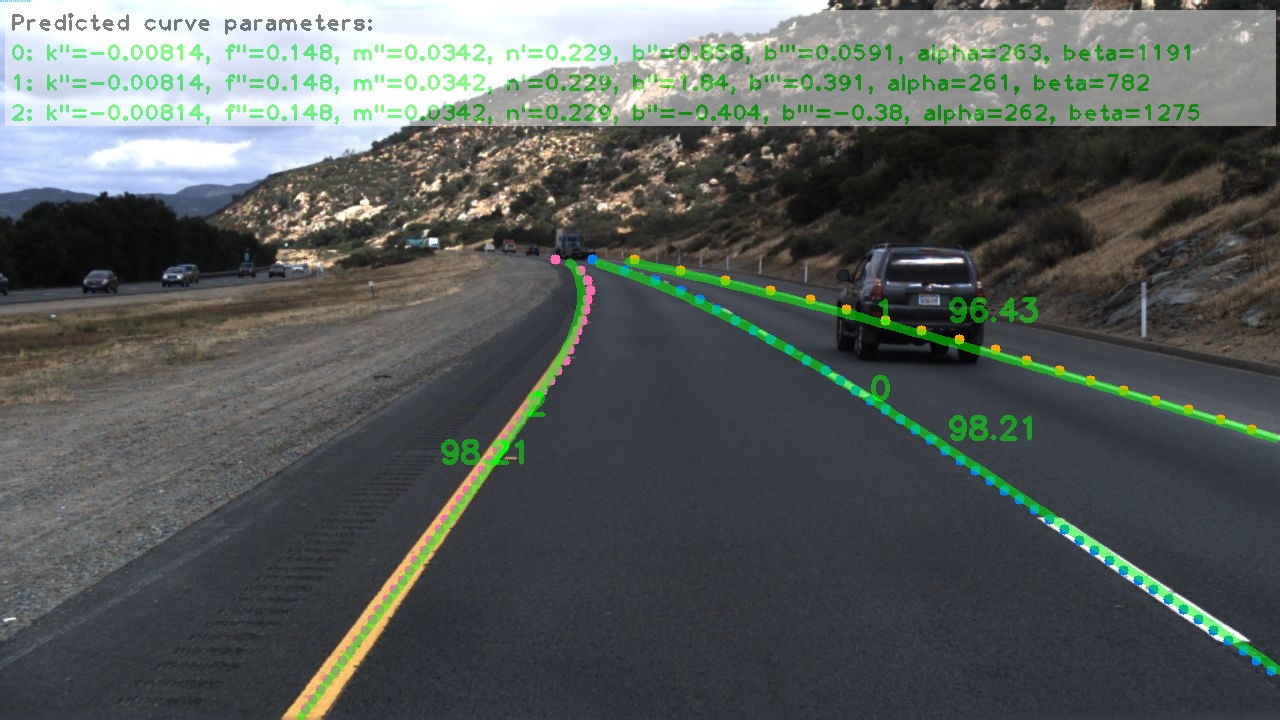 Predicted curve parameters:
0: k''=-0.00814, f''=0.148, m''=0.0342, n'=0.229, b''=0.858, b'''=0.0591, alpha=263, beta=1191
1: k''=-0.00814, f''=0.148, m''=0.0342, n'=0.229, b''=1.84, b'''=0.391, alpha=261, beta=782
2: k''=-0.00814, f''=0.148, m''=0.0342, n'=0.229, b''=-0.404, b'''=-0.38, alpha=262, beta=1275
1 96.43
0
98.21
2
98.21